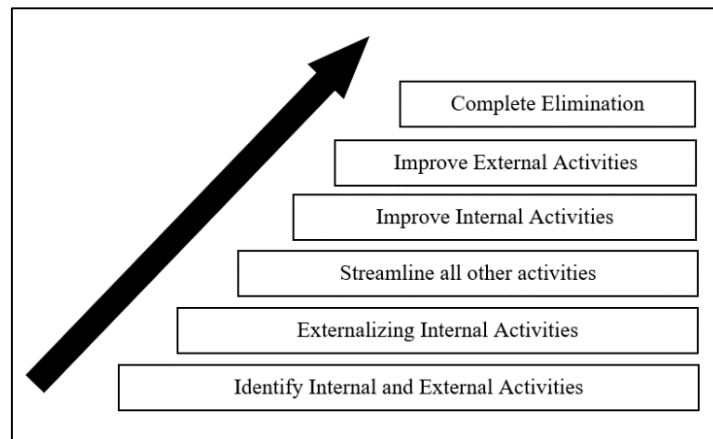 Complete Elimination
Improve External Activities
Improve Internal Activities
Streamline all other activities
Externalizing Internal Activities
Identify Internal and External Activities